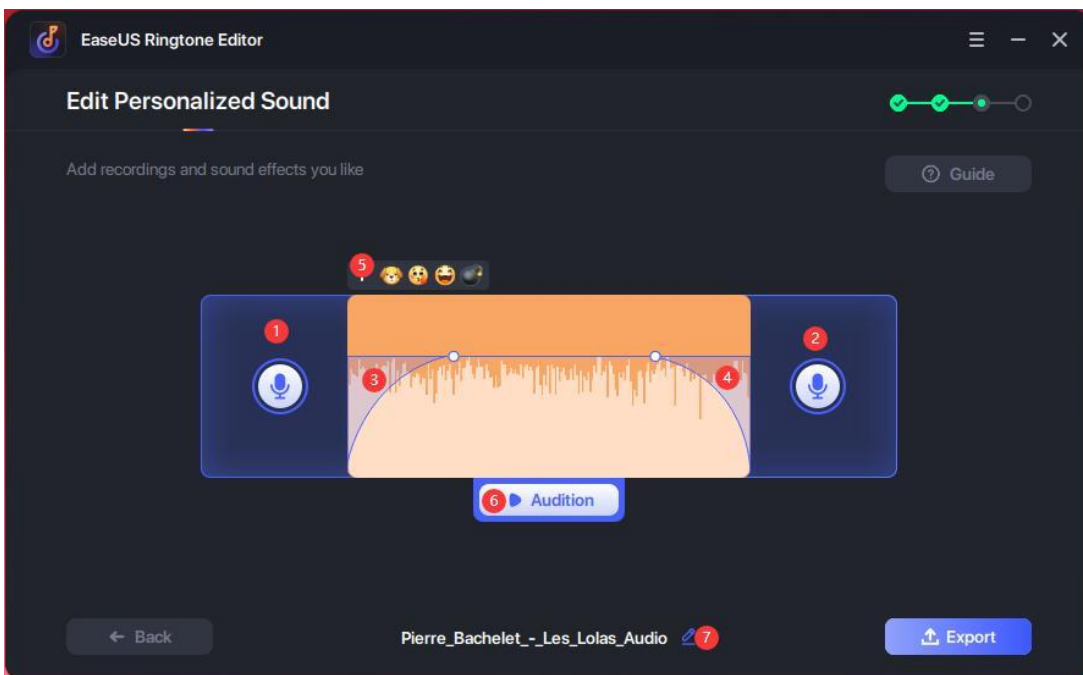 EaseUS Ringtone Editor
Edit Personalized Sound
Add recordings and sound effects you like
Guide
5
1
2
3
4
6 Audition
Back
Pierre_Bachelet_-_Les_Lolas_Audio 7
Export